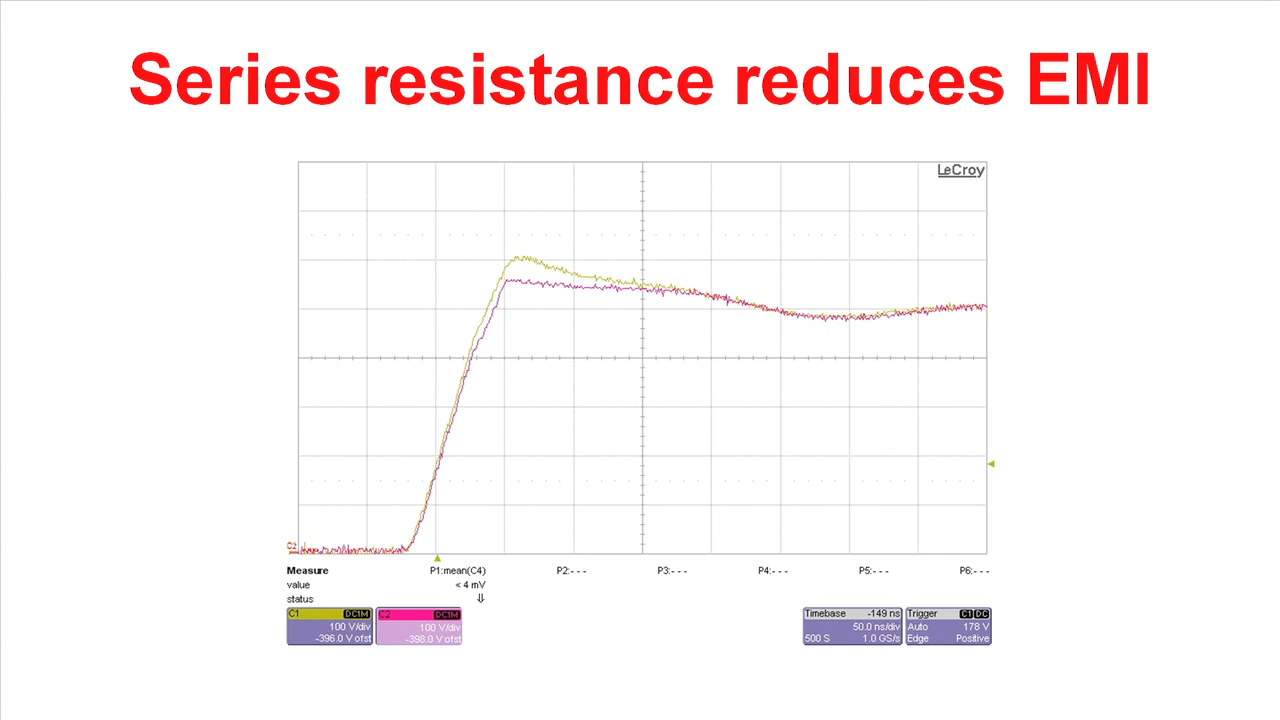 Series resistance reduces EMI
LeCroy
C2
Measure P1:mean(C4) P2:--- P3:--- P4:--- P5:--- P6:---
value < 4 mV
status
C1 DC1M C2 DC1M Timebase -149 ns Trigger C1 DC
100 V/div 100 V/div 50.0 ns/div Auto 178 V
-396.0 V ofst -398.0 V ofst 500 S 1.0 GS/s Edge Positive